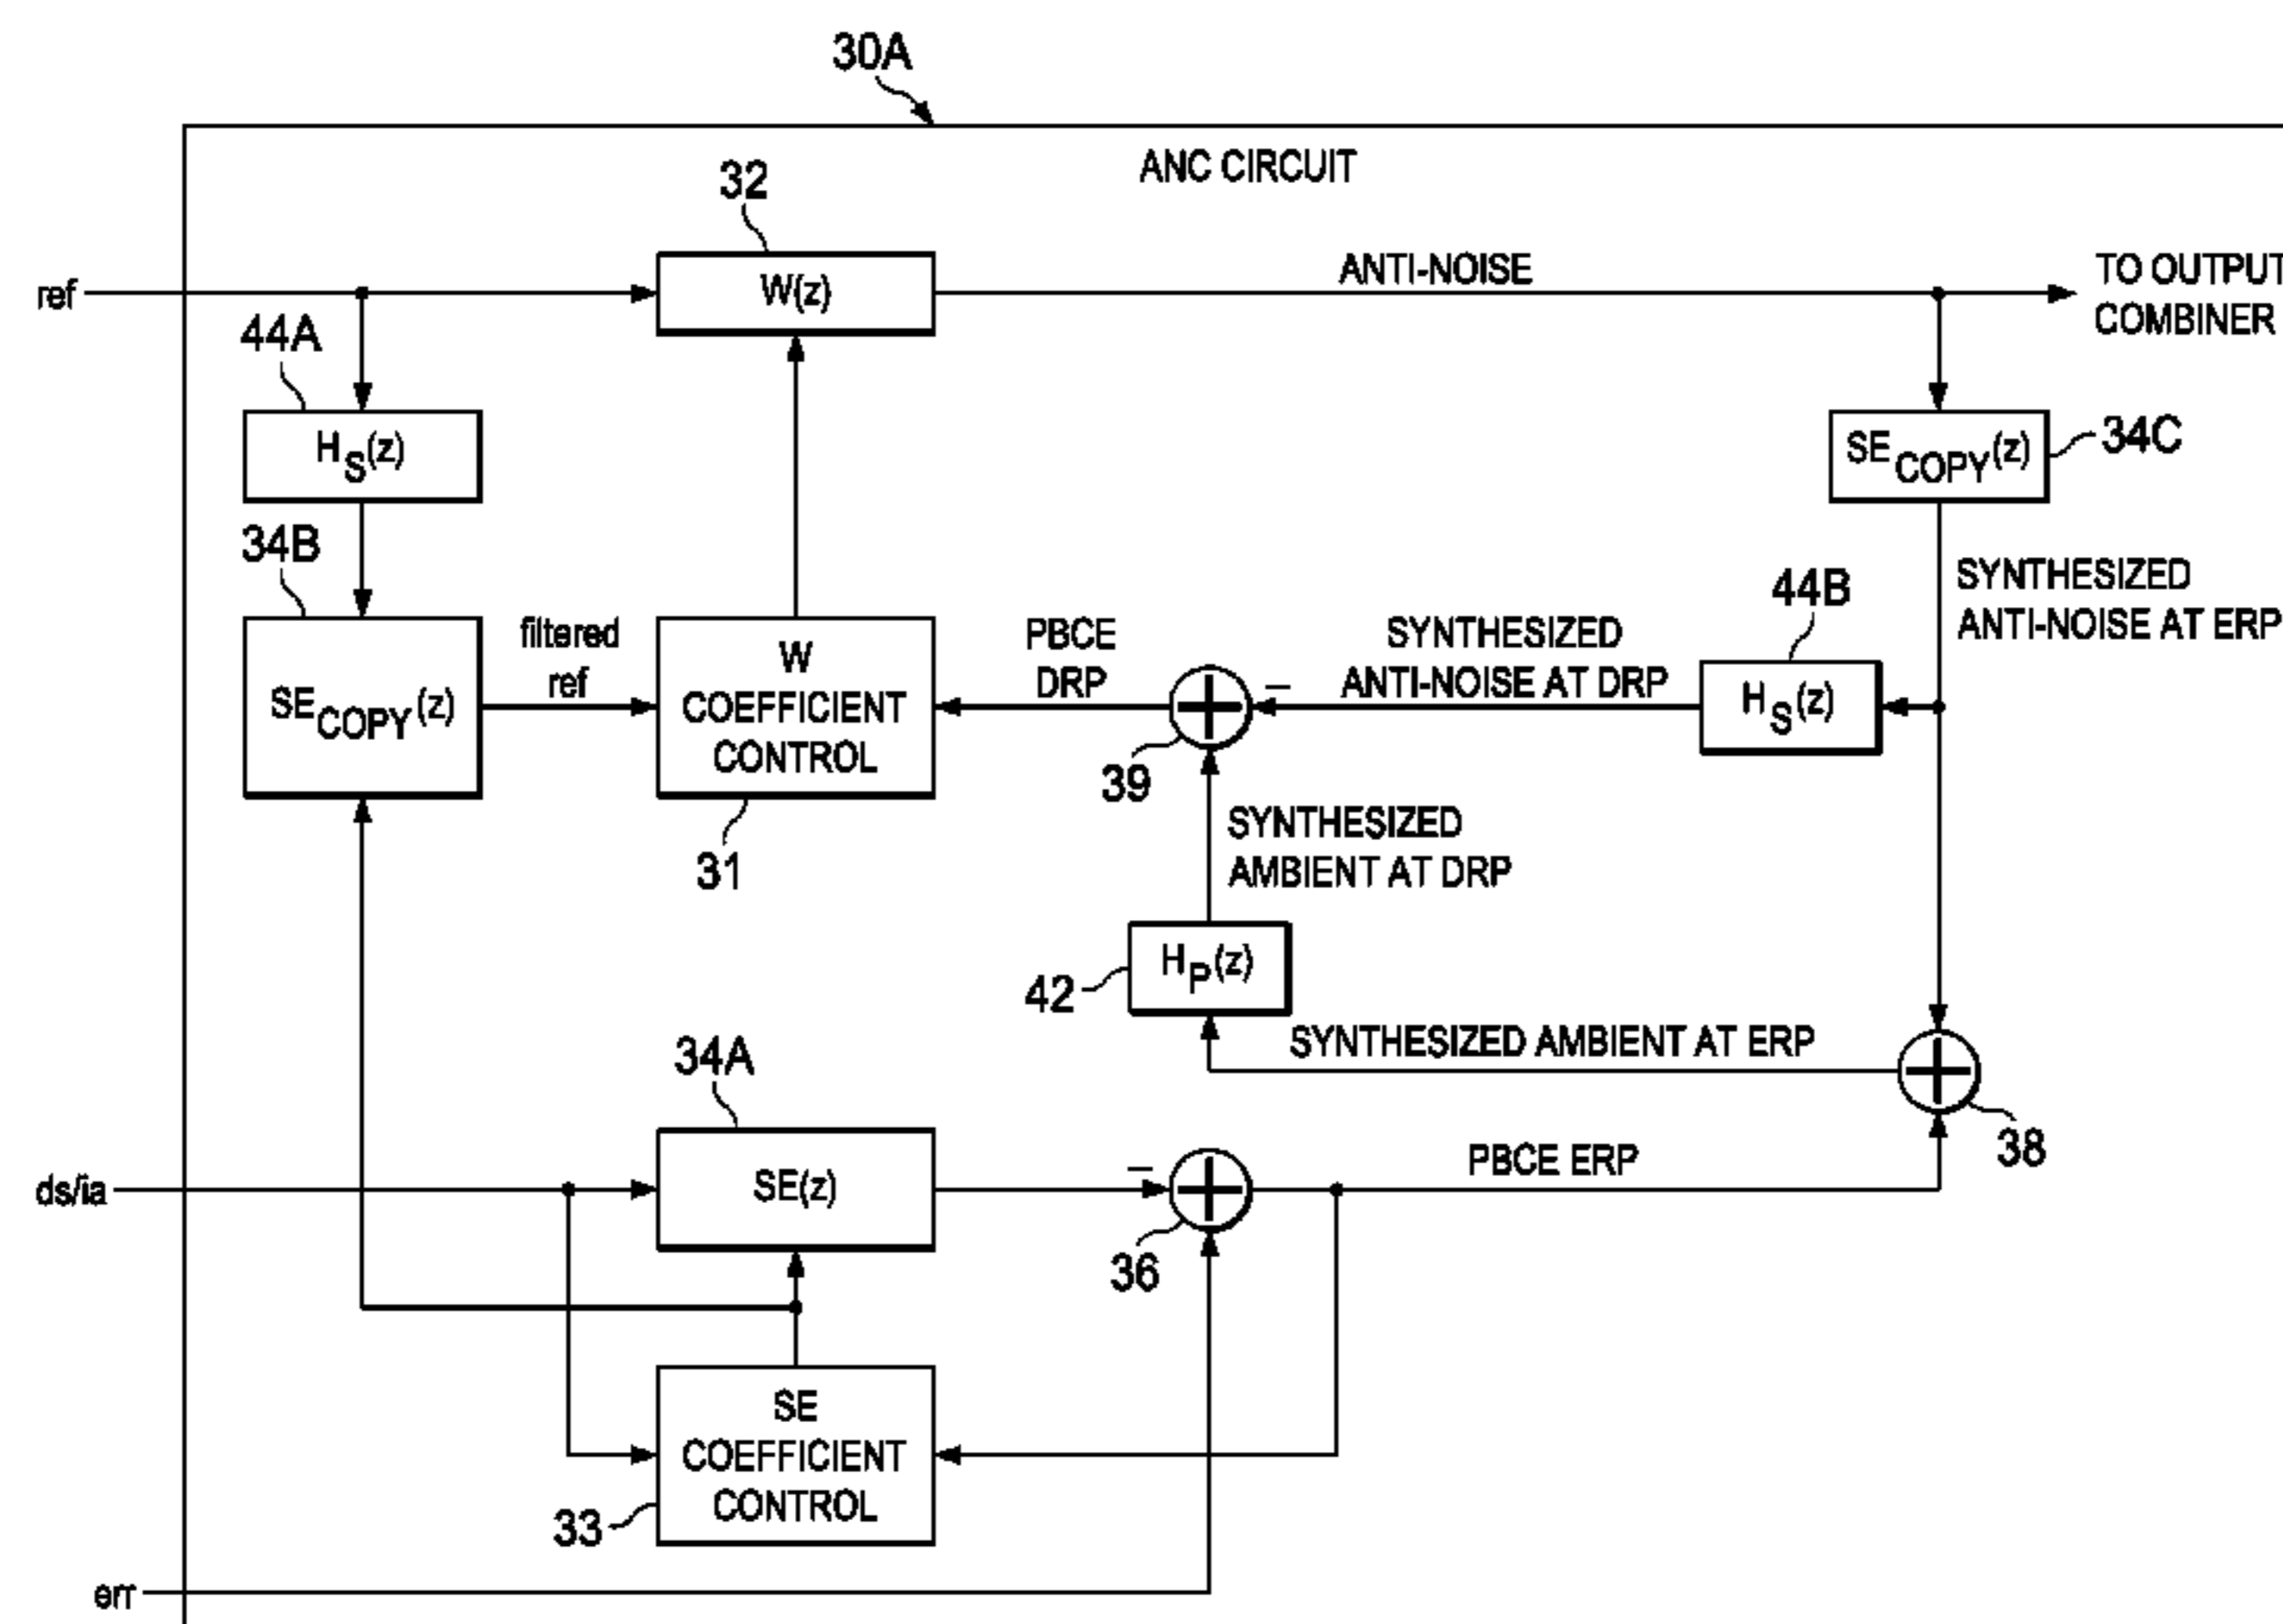 30A
ANC CIRCUIT
32
ref
W(z)
ANTI-NOISE
TO OUTPUT
COMBINER
44A
HS(z)
SECOPY(z)
34C
34B
SECOPY(z)
filtered
ref
W
COEFFICIENT
CONTROL
31
PBCE
DRP
39
–
SYNTHESIZED
ANTI-NOISE AT DRP
44B
HS(z)
SYNTHESIZED
ANTI-NOISE AT ERP
SYNTHESIZED
AMBIENT AT DRP
42
HP(z)
SYNTHESIZED AMBIENT AT ERP
38
34A
ds/ia
SE(z)
–
36
PBCE ERP
SE
COEFFICIENT
CONTROL
33
err